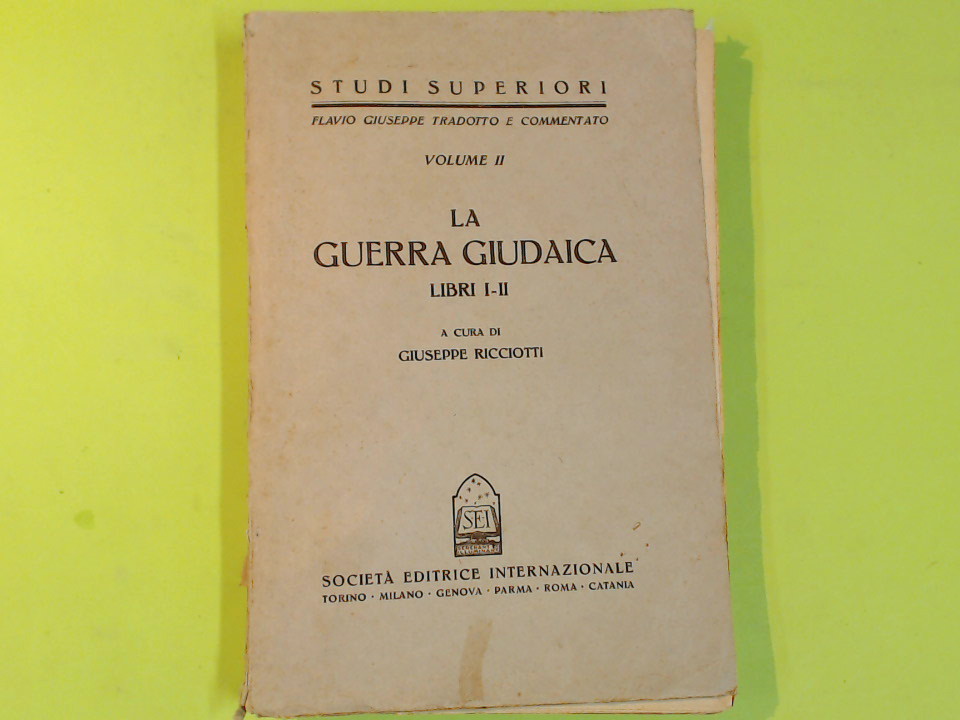 STUDI SUPERIORI
FLAVIO GIUSEPPE TRADOTTO E COMMENTATO
VOLUME II
LA
GUERRA GIUDAICA
LIBRI I-II
A CURA DI
GIUSEPPE RICCIOTTI
SEI
SOCIETÀ EDITRICE INTERNAZIONALE
TORINO · MILANO · GENOVA · PARMA · ROMA · CATANIA